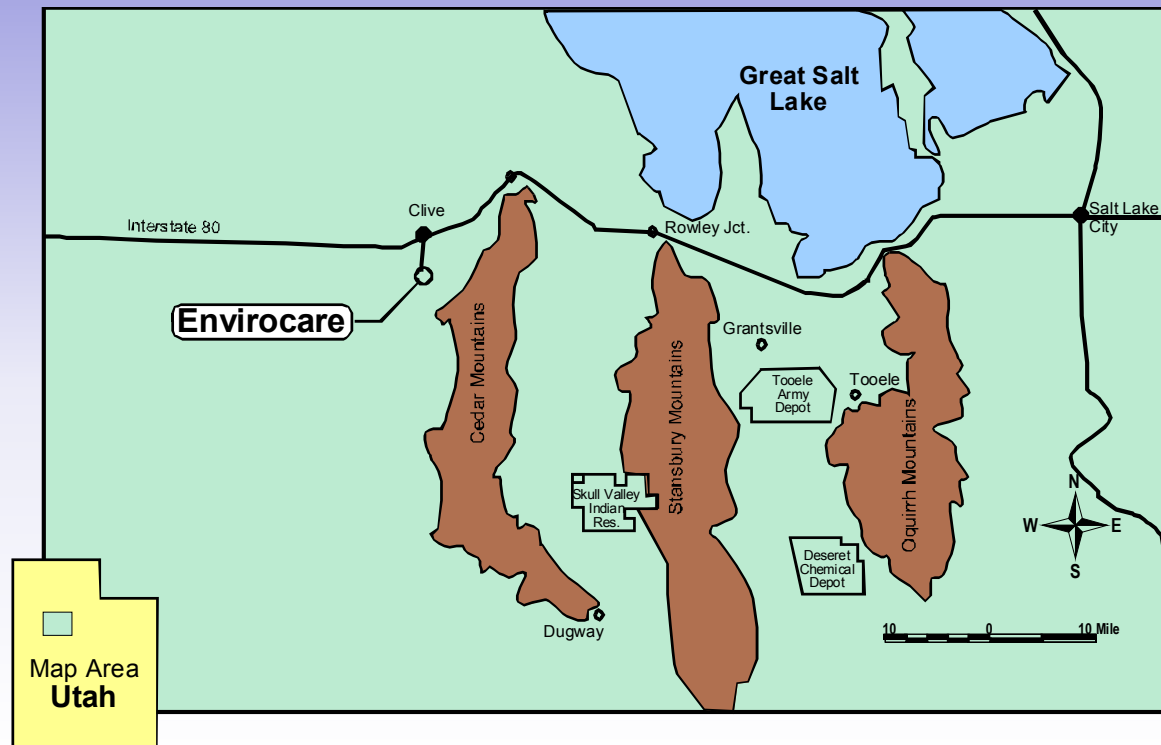 Great Salt
Lake
Clive
Interstate 80
Rowley Jct.
Salt Lake
City
Envirocare
Cedar Mountains
Stansbury Mountains
Grantsville
Tooele
Army
Depot
Tooele
Oquirrh Mountains
Skull Valley
Indian
Res.
Deseret
Chemical
Depot
N
W
E
S
Dugway
10
0
10 Mile
Map Area
Utah